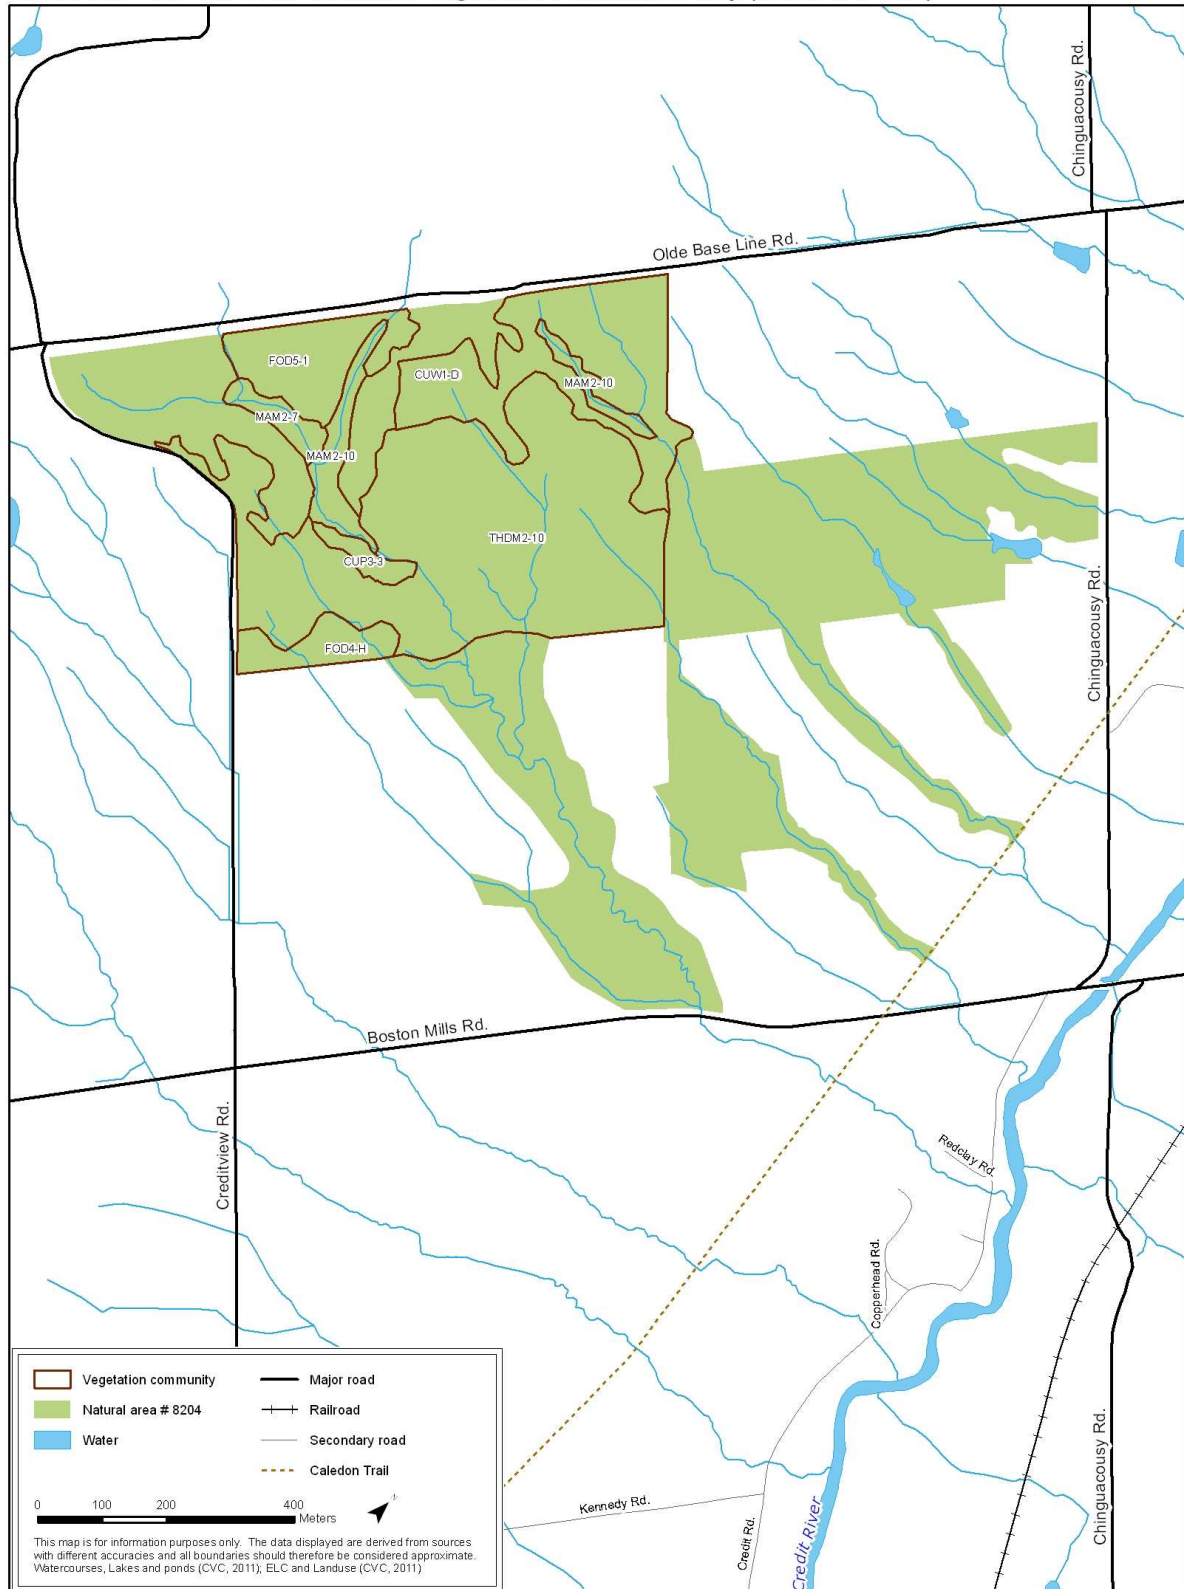 Chinguacousy Rd.
Olde Base Line Rd.
FOD5-1
CUW1-D
MAM2-10
MAM2-7
MAM2-10
THDM2-10
CUP3-3
FOD4-H
Chinguacousy Rd.
Boston Mills Rd.
Creditview Rd.
Redclay Rd.
Copperhead Rd.
Kennedy Rd.
Credit Rd.
Credit River
Chinguacousy Rd.
Vegetation community
Natural area # 8204
Water
Major road
Railroad
Secondary road
Caledon Trail
0 100 200 400
Meters
This map is for information purposes only. The data displayed are derived from sources
with different accuracies and all boundaries should therefore be considered approximate.
Watercourses, Lakes and ponds (CVC, 2011); ELC and Landuse (CVC, 2011)